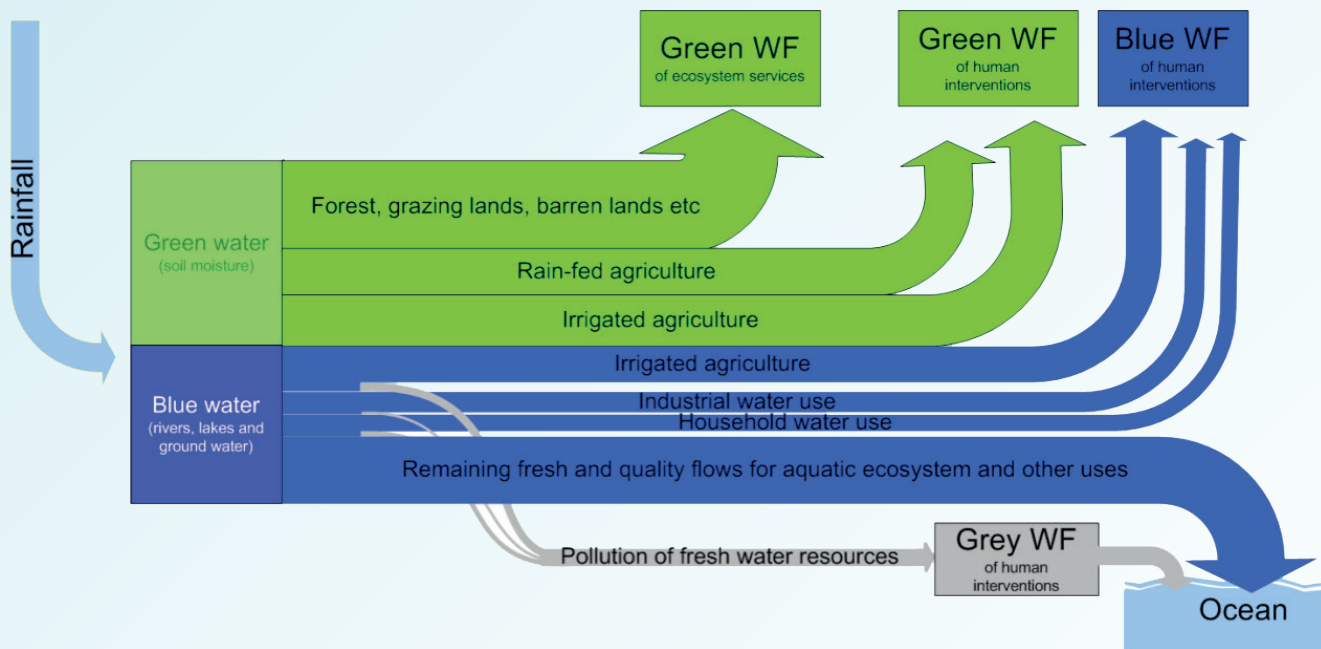 Green WF
of ecosystem services
Green WF
of human
interventions
Blue WF
of human
interventions
Rainfall
Green water
(soil moisture)
Forest, grazing lands, barren lands etc
Rain-fed agriculture
Irrigated agriculture
Blue water
(rivers, lakes and
ground water)
Irrigated agriculture
Industrial water use
Household water use
Remaining fresh and quality flows for aquatic ecosystem and other uses
Pollution of fresh water resources
Grey WF
of human
interventions
Ocean